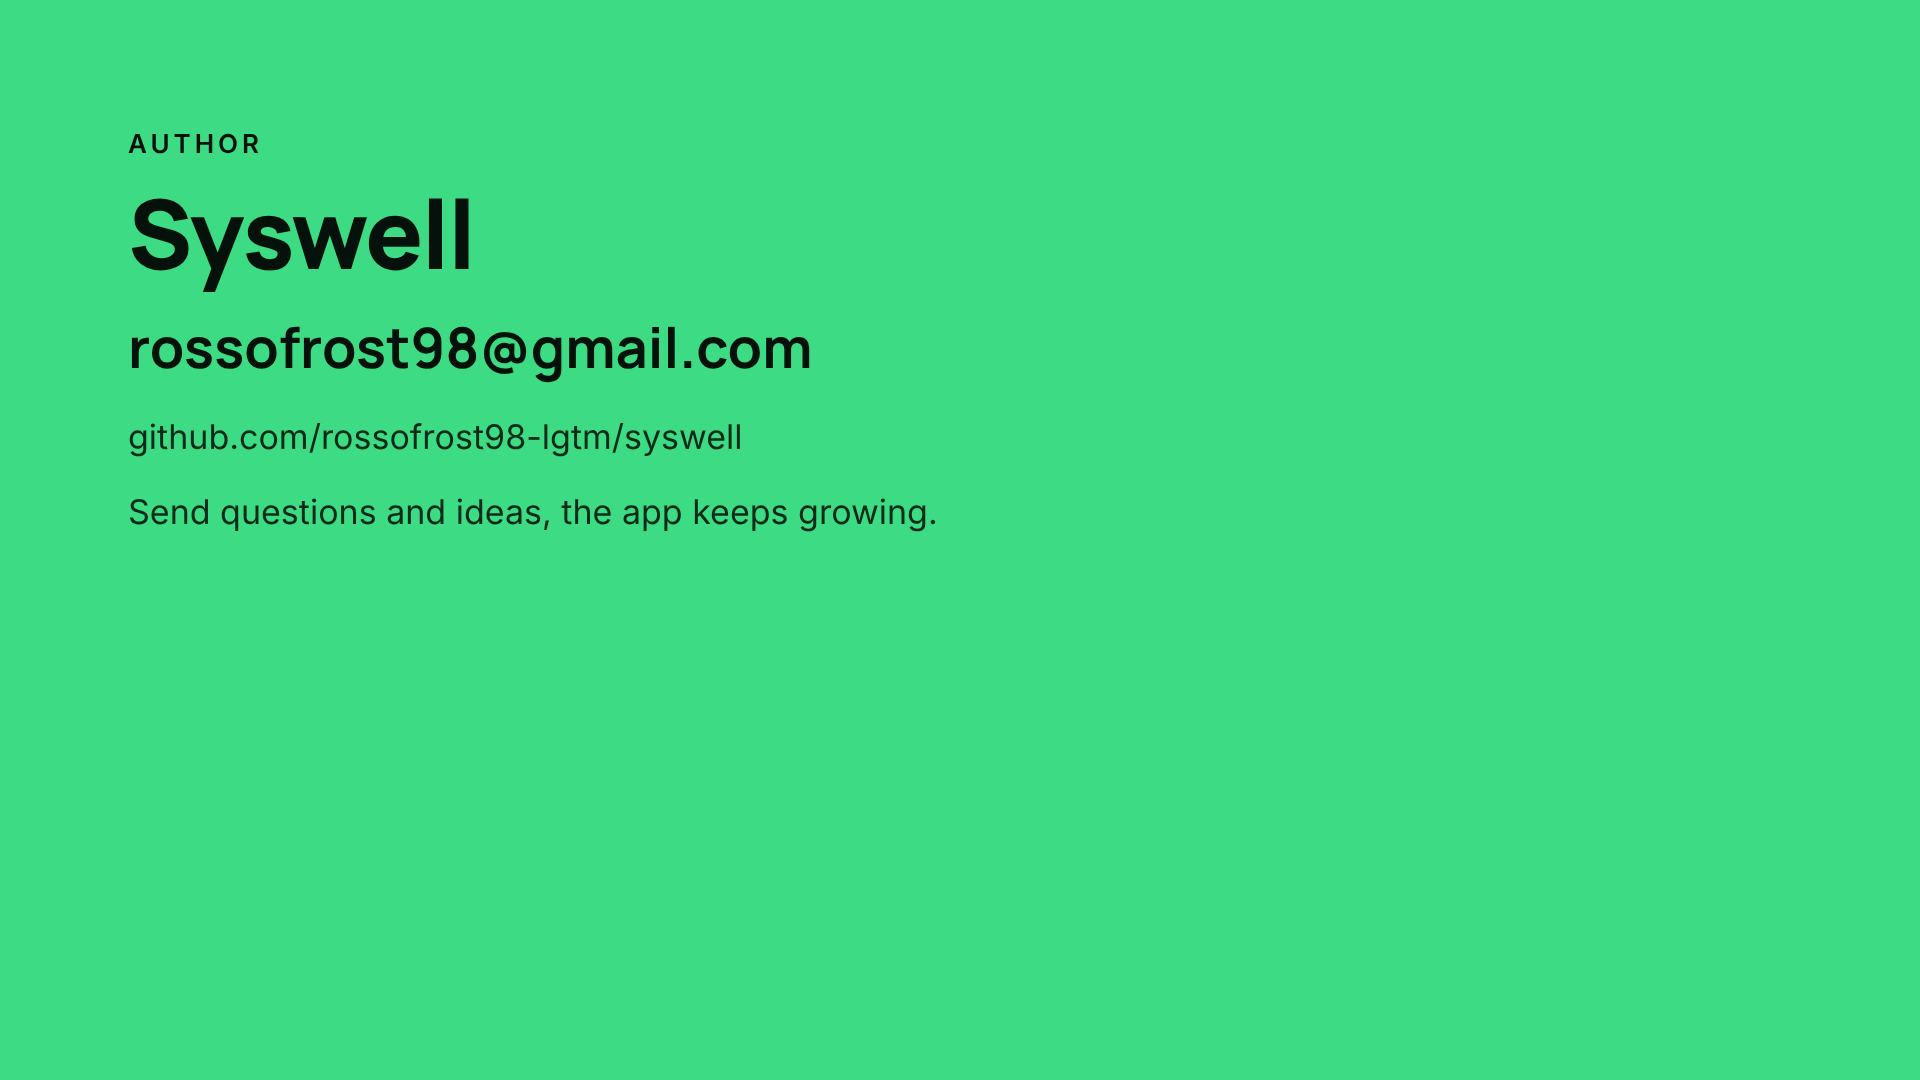 AUTHOR
Syswell
rossofrost98@gmail.com
github.com/rossofrost98-lgtm/syswell
Send questions and ideas, the app keeps growing.